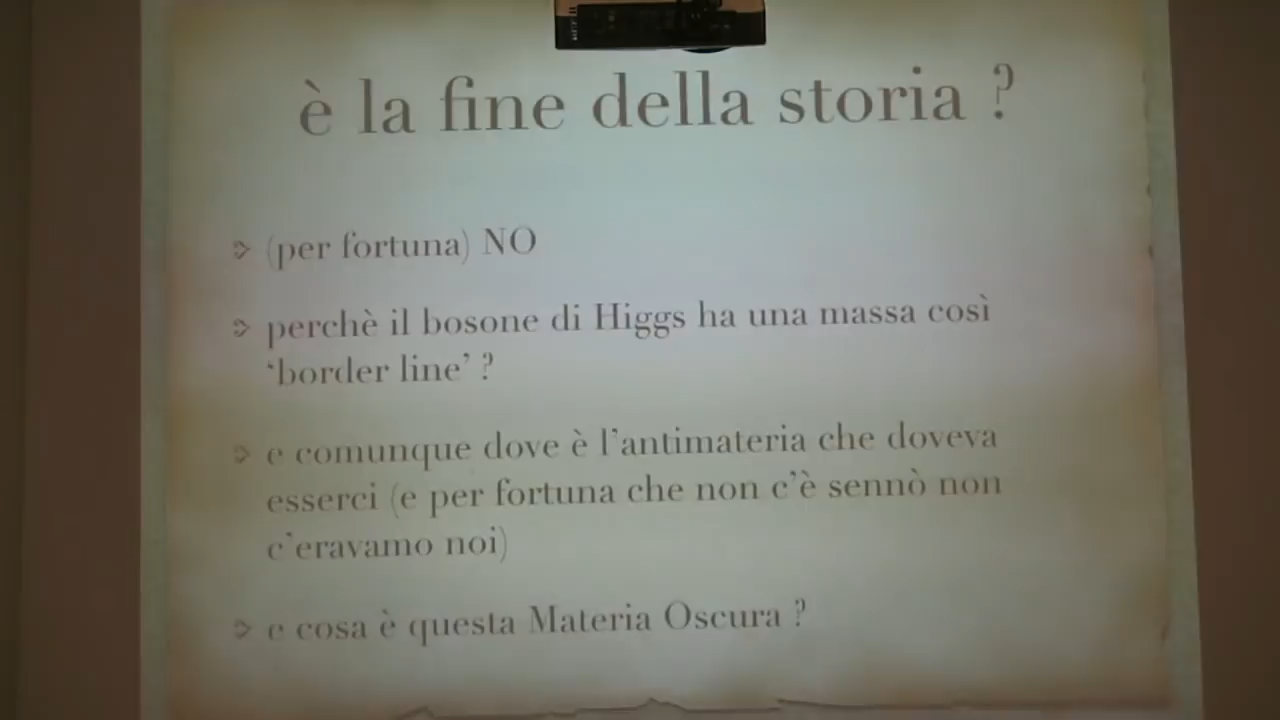 è la fine della storia ?
(per fortuna) NO
perchè il bosone di Higgs ha una massa così
‘border line’ ?
e comunque dove è l’antimateria che doveva
esserci (e per fortuna che non c’è sennò non
c’eravamo noi)
e cosa è questa Materia Oscura ?